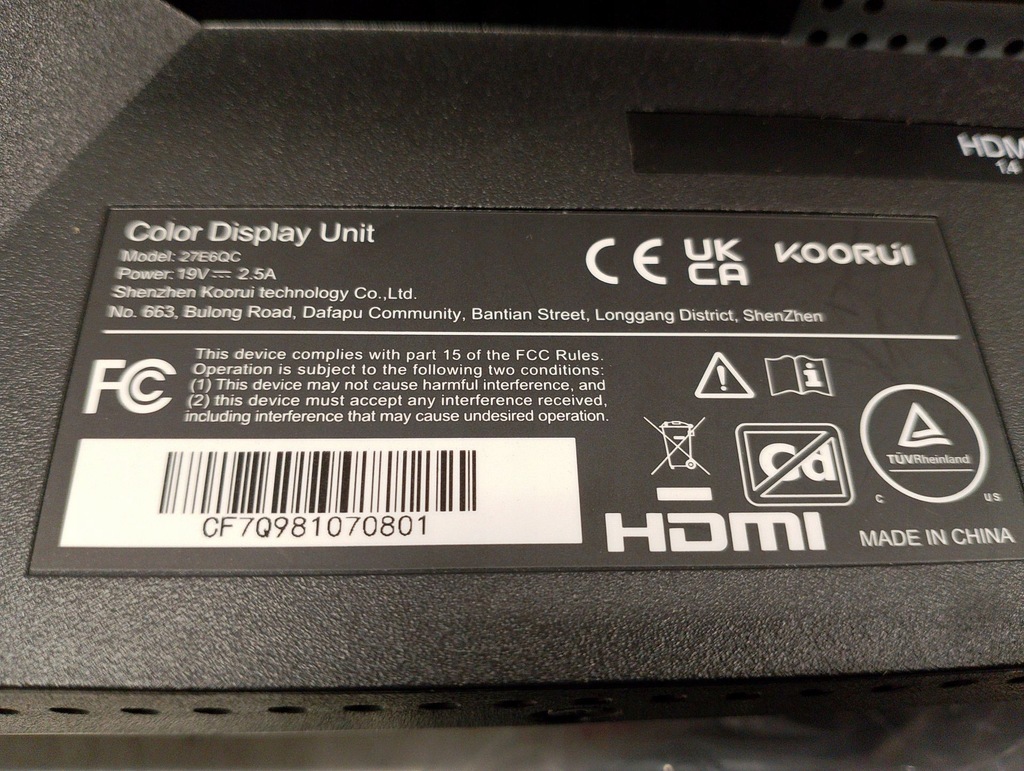 HDM
1.4
Color Display Unit
Model: 27E6QC
Power: 19V⎓ 2.5A
Shenzhen Koorui technology Co.,Ltd.
No. 663, Bulong Road, Dafapu Community, Bantian Street, Longgang District, ShenZhen
CE UK CA KOORUI
FC
This device complies with part 15 of the FCC Rules.
Operation is subject to the following two conditions:
(1) This device may not cause harmful interference, and
(2) this device must accept any interference received,
including interference that may cause undesired operation.
CF7Q981070801
Cd
TÜVRheinland
C US
HDMI
MADE IN CHINA